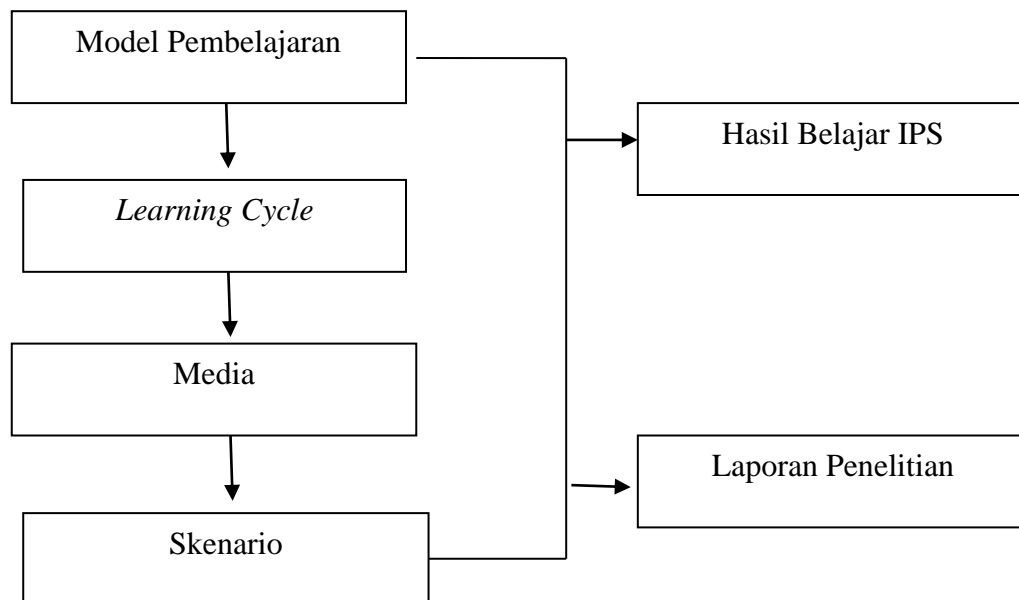 Model Pembelajaran
Learning Cycle
Media
Skenario
Hasil Belajar IPS
Laporan Penelitian